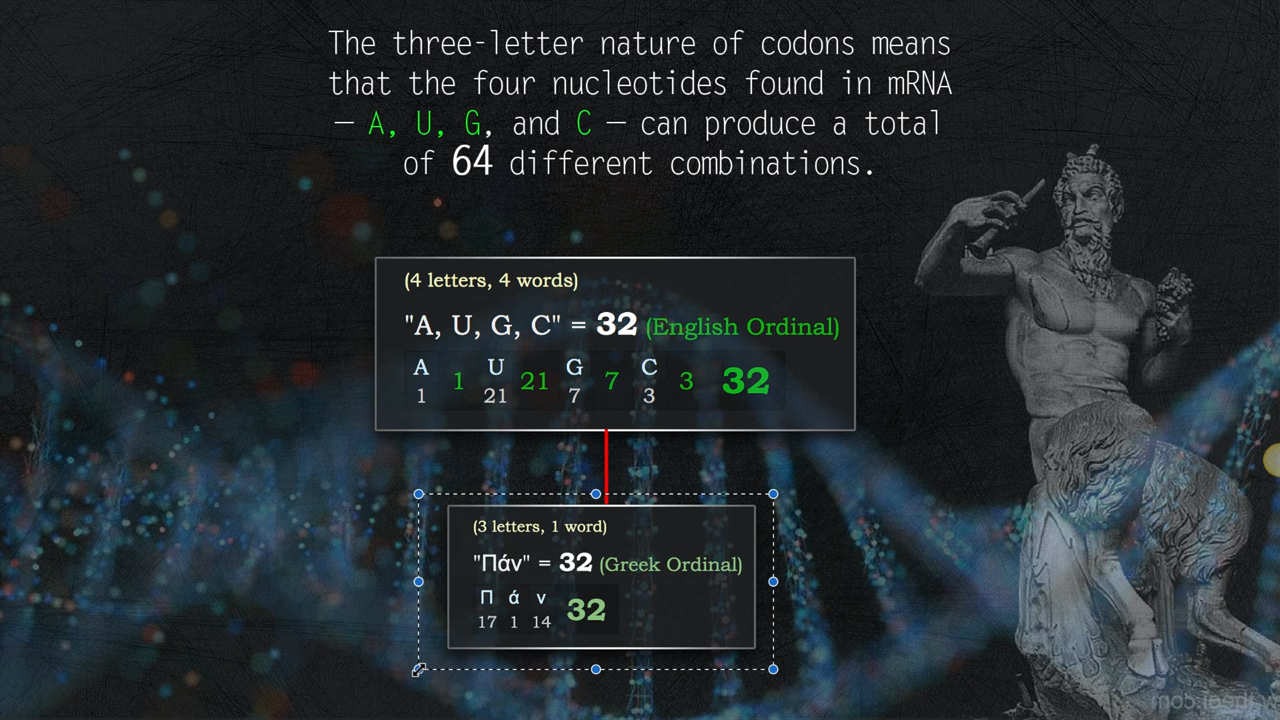 The three-letter nature of codons means
that the four nucleotides found in mRNA
— A, U, G, and C — can produce a total
of 64 different combinations.
(4 letters, 4 words)
"A, U, G, C" = 32 (English Ordinal)
A 1 U 21 G 7 C 3 32
1 21 7 3
(3 letters, 1 word)
"Πάν" = 32 (Greek Ordinal)
Π ά ν 32
17 1 14